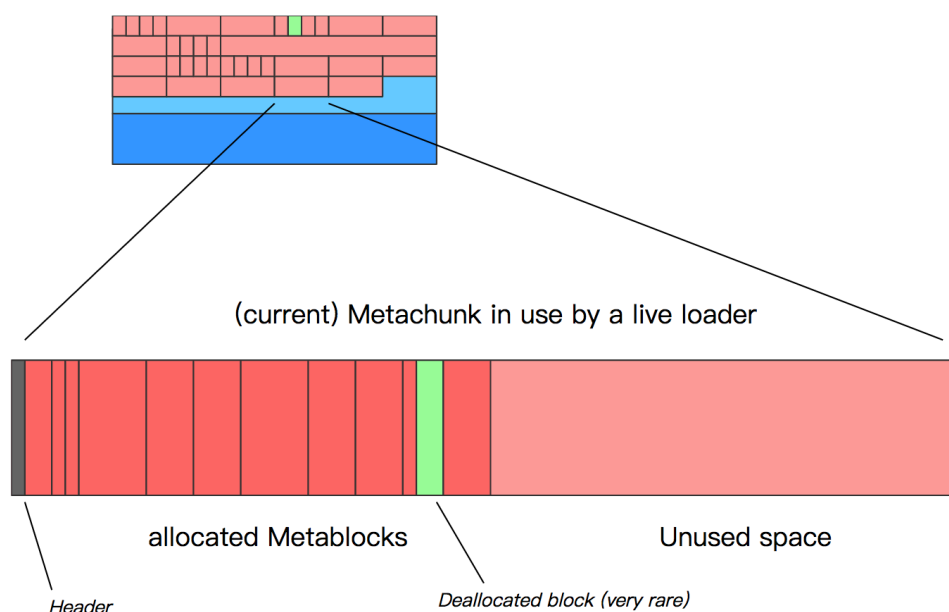 (current) Metachunk in use by a live loader
allocated Metablocks
Unused space
Header
Deallocated block (very rare)